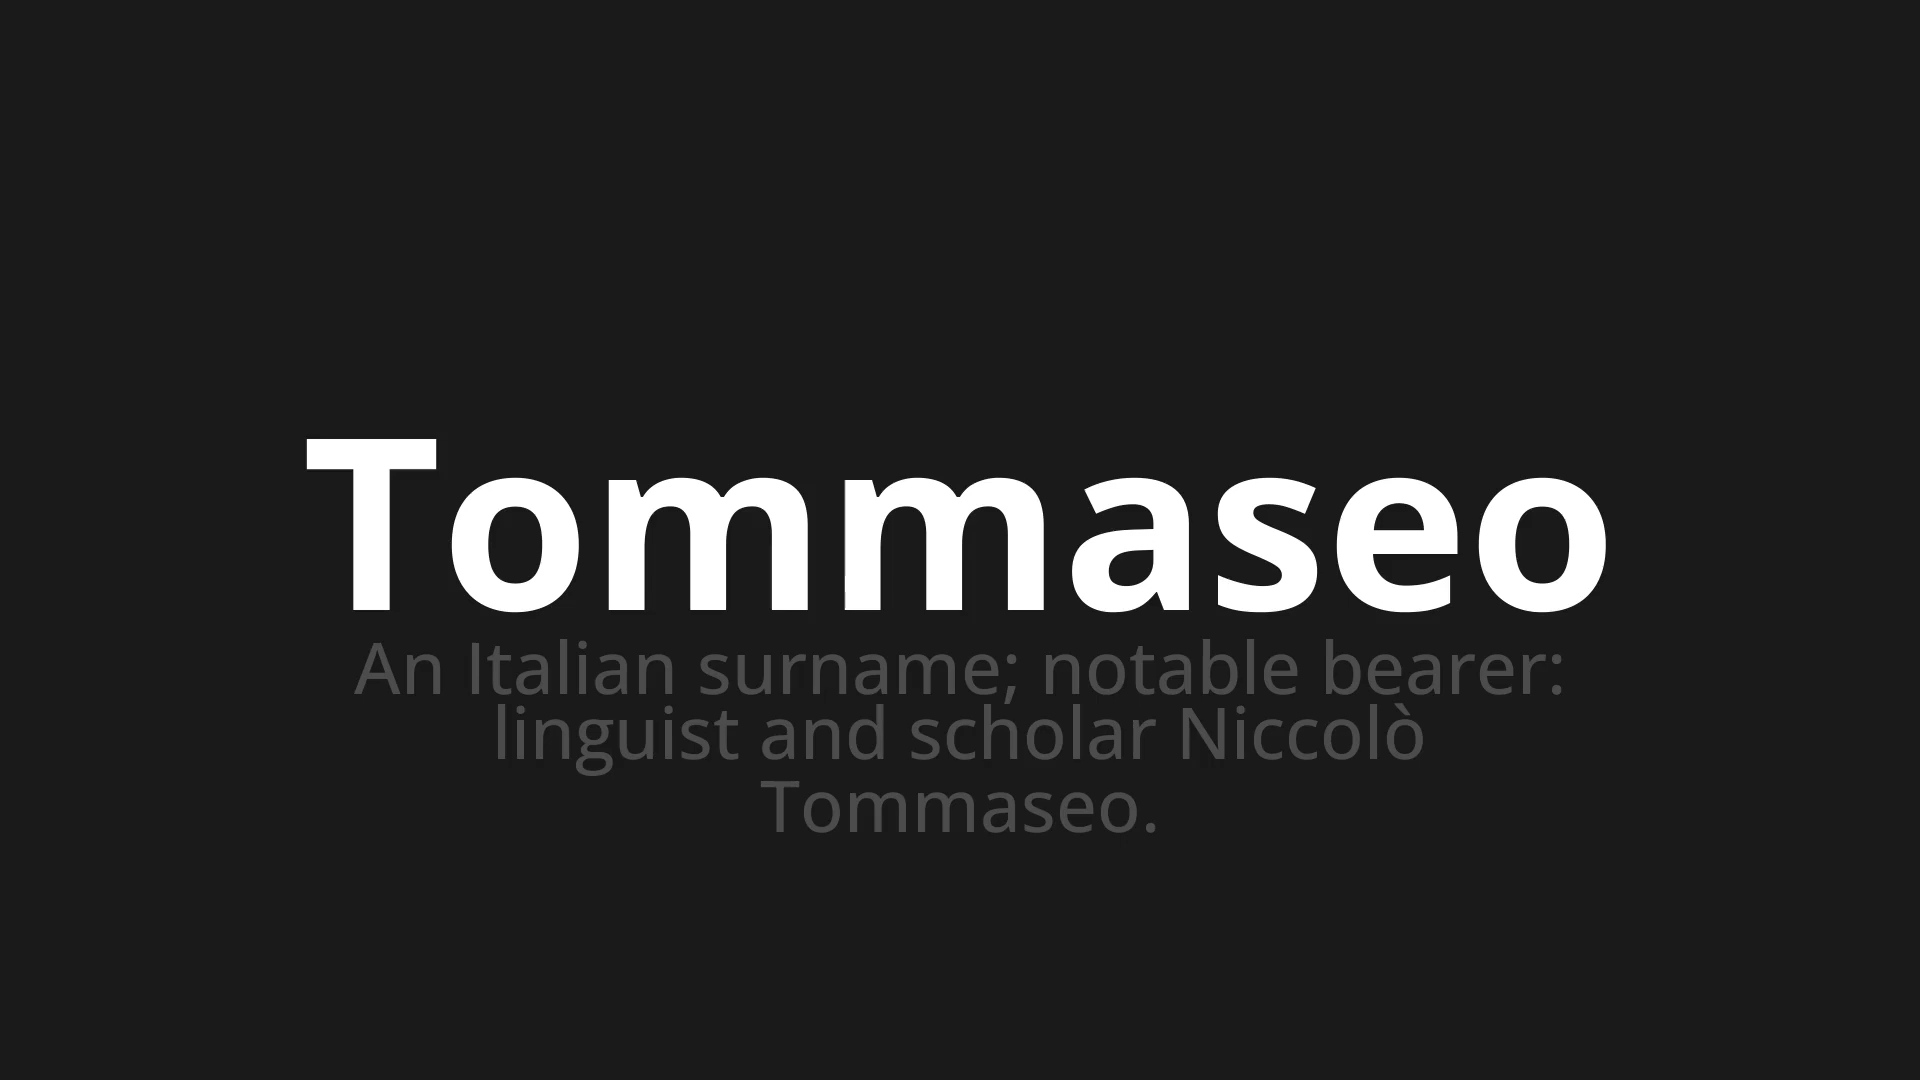 Tommaseo
An Italian surname; notable bearer:
linguist and scholar Niccolò
Tommaseo.